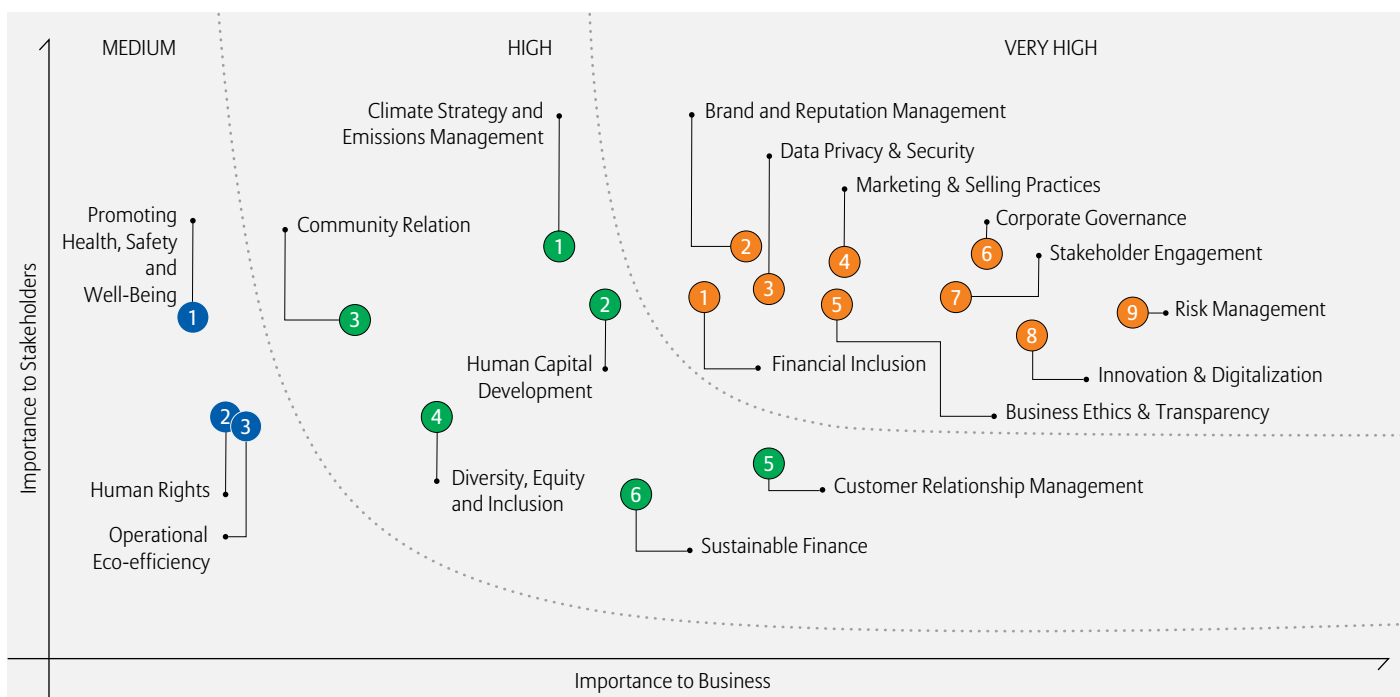 MEDIUM
HIGH
VERY HIGH
Climate Strategy and
Emissions Management
Brand and Reputation Management
Data Privacy & Security
Marketing & Selling Practices
Promoting
Health, Safety
and
Well-Being
Community Relation
Corporate Governance
Stakeholder Engagement
1
2
3
4
6
1
3
2
1
3
5
7
9
Risk Management
8
Human Capital
Development
Financial Inclusion
Innovation & Digitalization
2
3
4
Business Ethics & Transparency
Human Rights
Diversity, Equity
and Inclusion
6
5
Customer Relationship Management
Operational
Eco-efficiency
Sustainable Finance
Importance to Stakeholders
Importance to Business